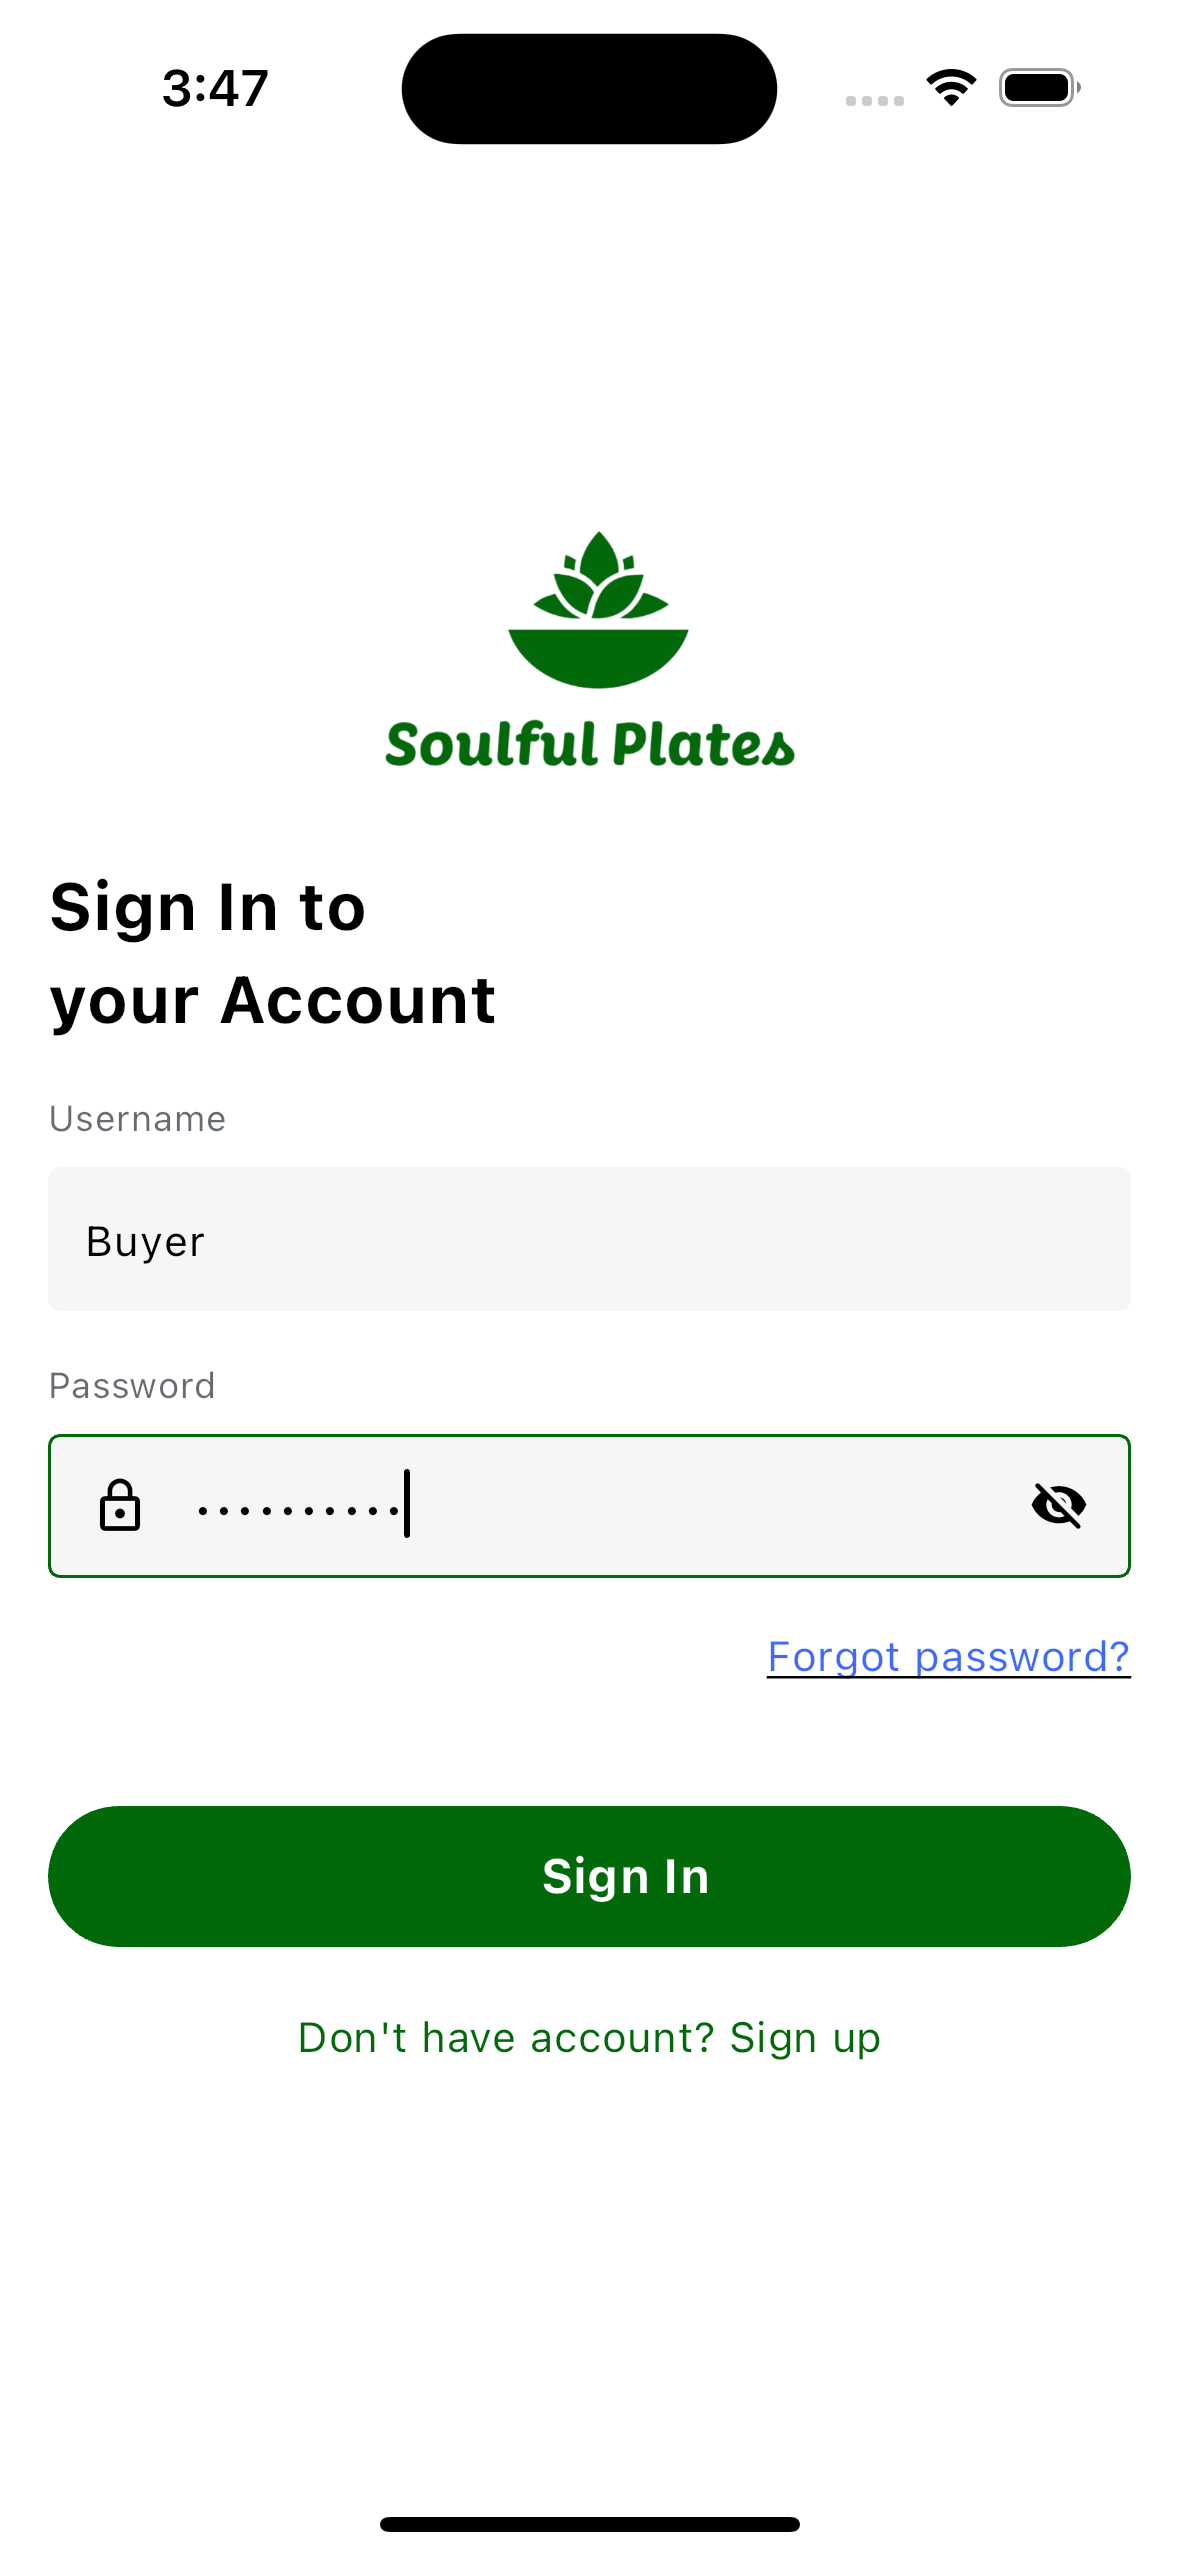 3:47
Soulful Plates
Sign In to
your Account
Username
Buyer
Password
••••••••••
Forgot password?
Sign In
Don't have account? Sign up